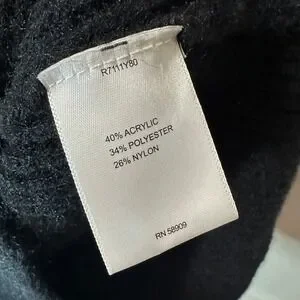 R7111Y80
40% ACRYLIC
34% POLYESTER
26% NYLON
RN 58909